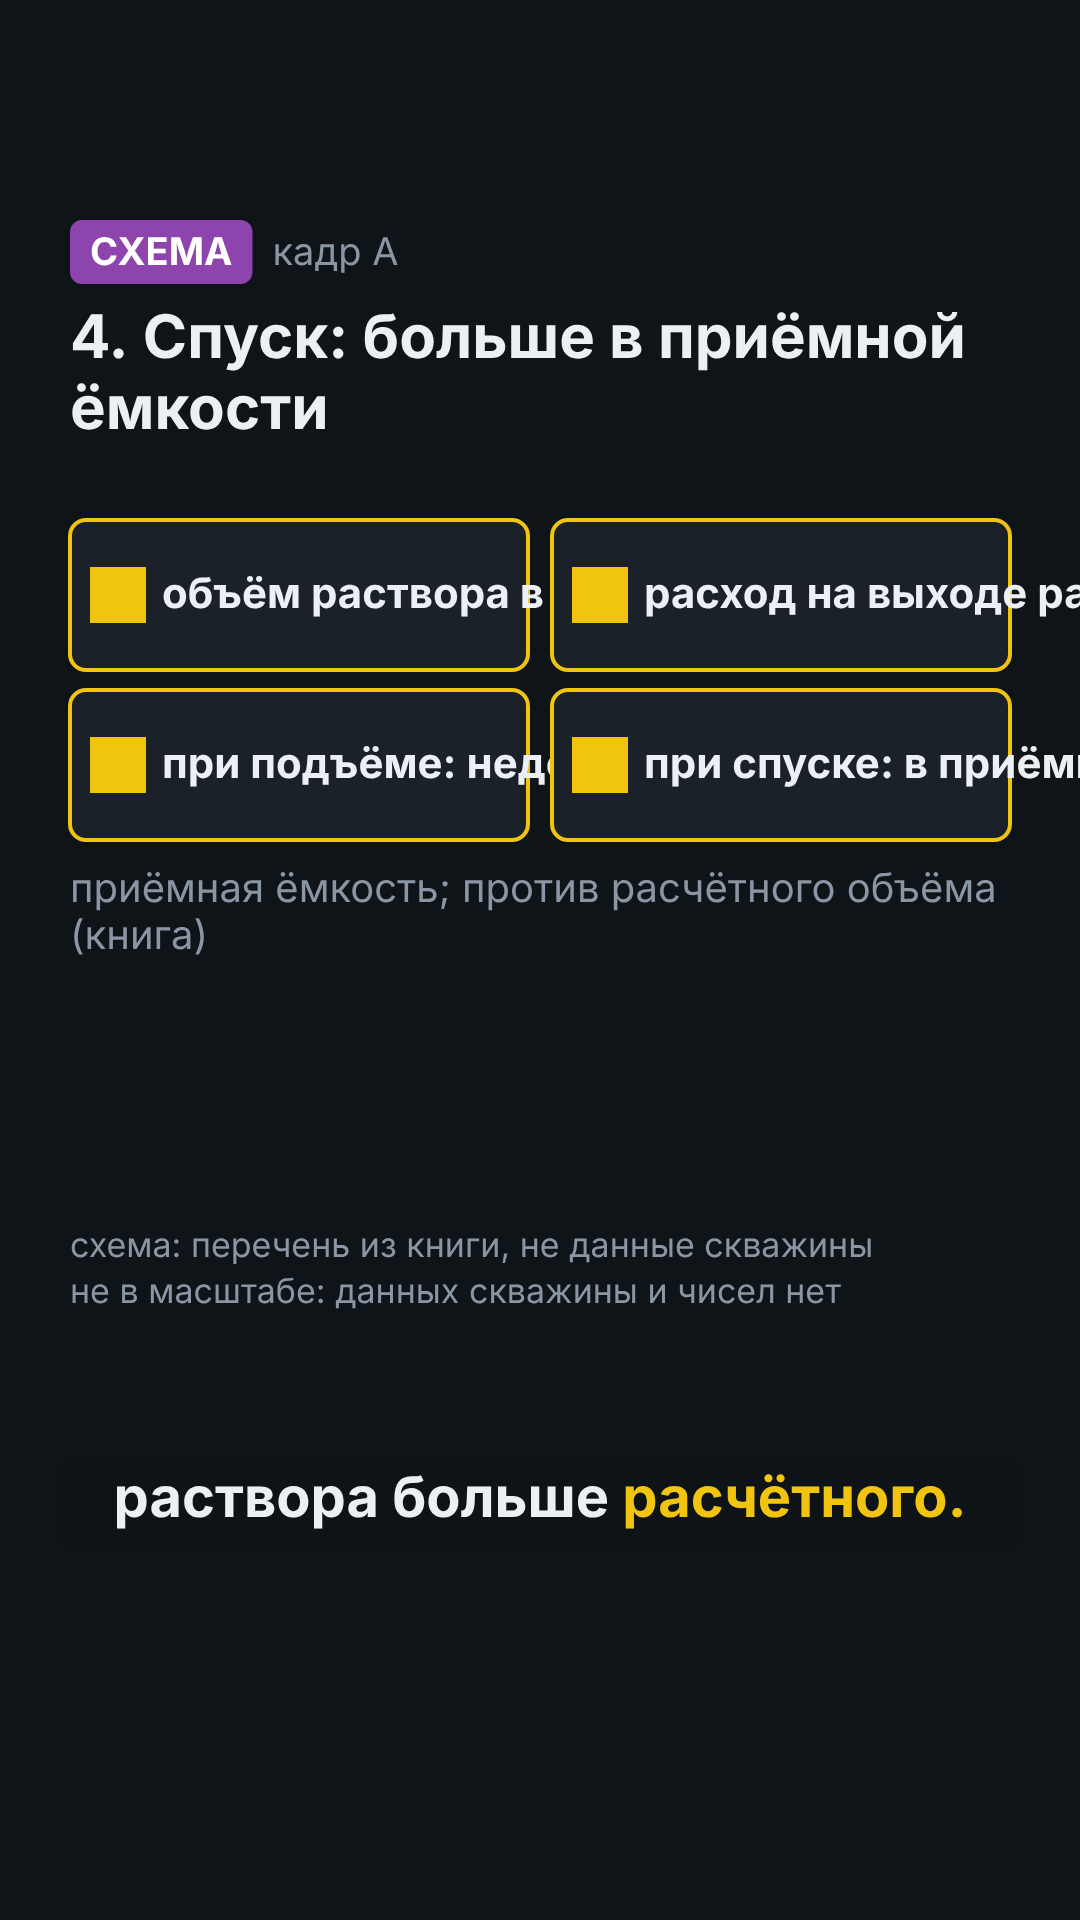 СХЕМА кадр А
4. Спуск: больше в приёмной
ёмкости
объём раствора в
расход на выходе ра
при подъёме: недо
при спуске: в приём
приёмная ёмкость; против расчётного объёма
(книга)
схема: перечень из книги, не данные скважины
не в масштабе: данных скважины и чисел нет
раствора больше расчётного.